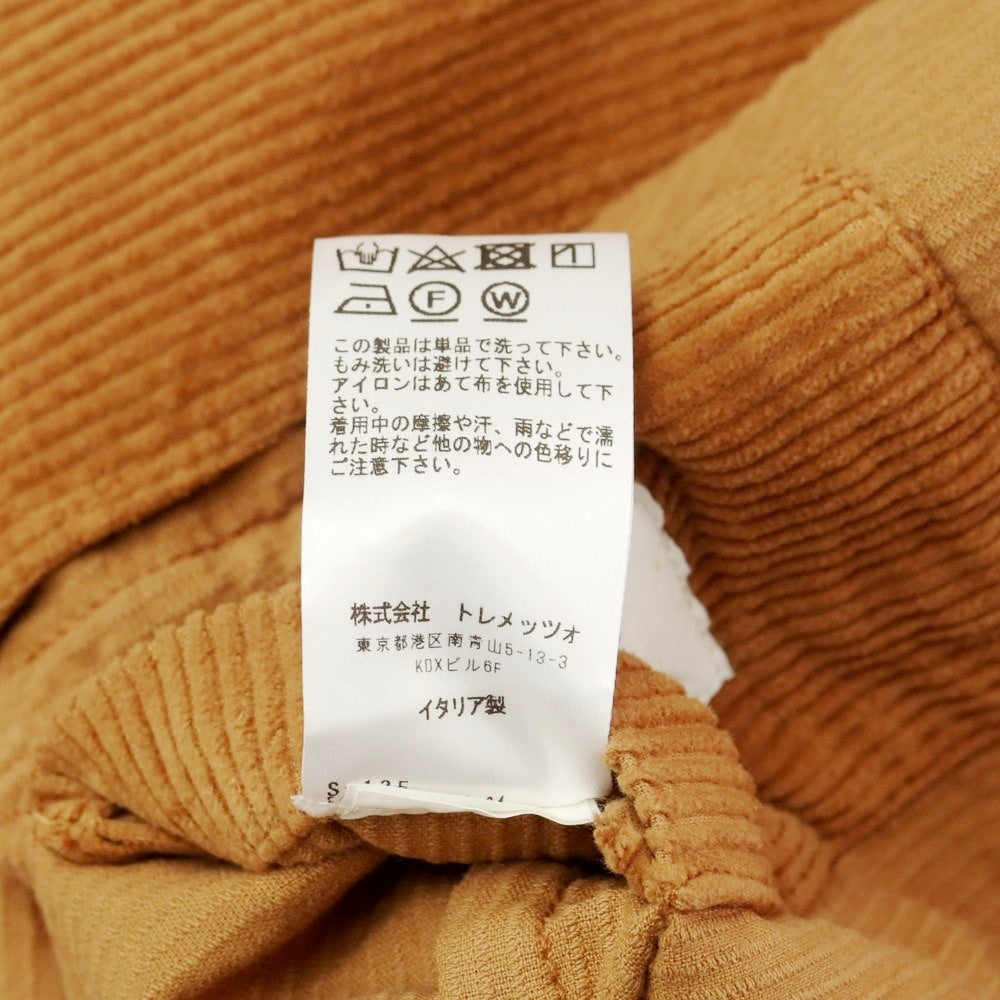 F W
この製品は単品で洗って下さい。
もみ洗いは避けて下さい。
アイロンはあて布を使用して下
さい。
着用中の摩擦や汗、雨などで濡
れた時など他の物への色移りに
ご注意下さい。
株式会社 トレメッツォ
東京都港区南青山5-13-3
KDXビル6F
イタリア製